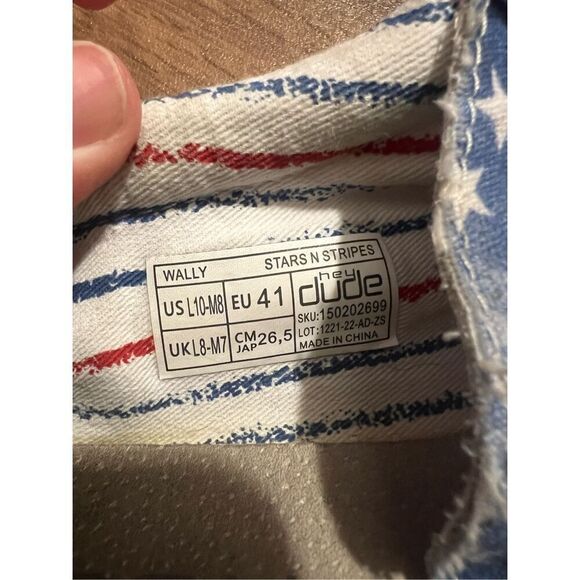 WALLY STARS N STRIPES
US L10-M8 EU 41
UK L8-M7 CM JAP 26,5
hey
dude
SKU:150202699
LOT:1221-22-AD-ZS
MADE IN CHINA